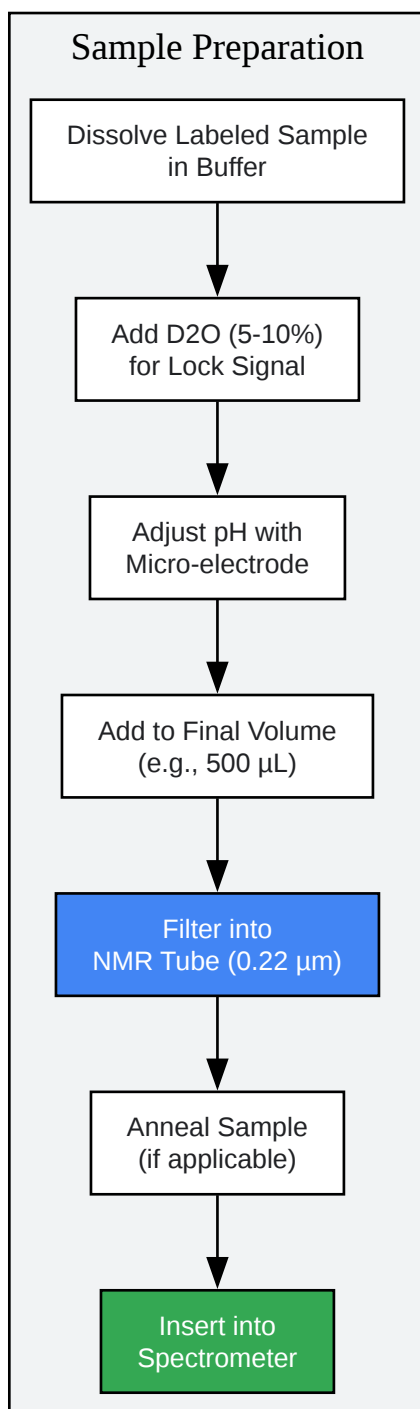 Sample Preparation
Dissolve Labeled Sample
in Buffer
Add D2O (5-10%)
for Lock Signal
Adjust pH with
Micro-electrode
Add to Final Volume
(e.g., 500 µL)
Filter into
NMR Tube (0.22 µm)
Anneal Sample
(if applicable)
Insert into
Spectrometer